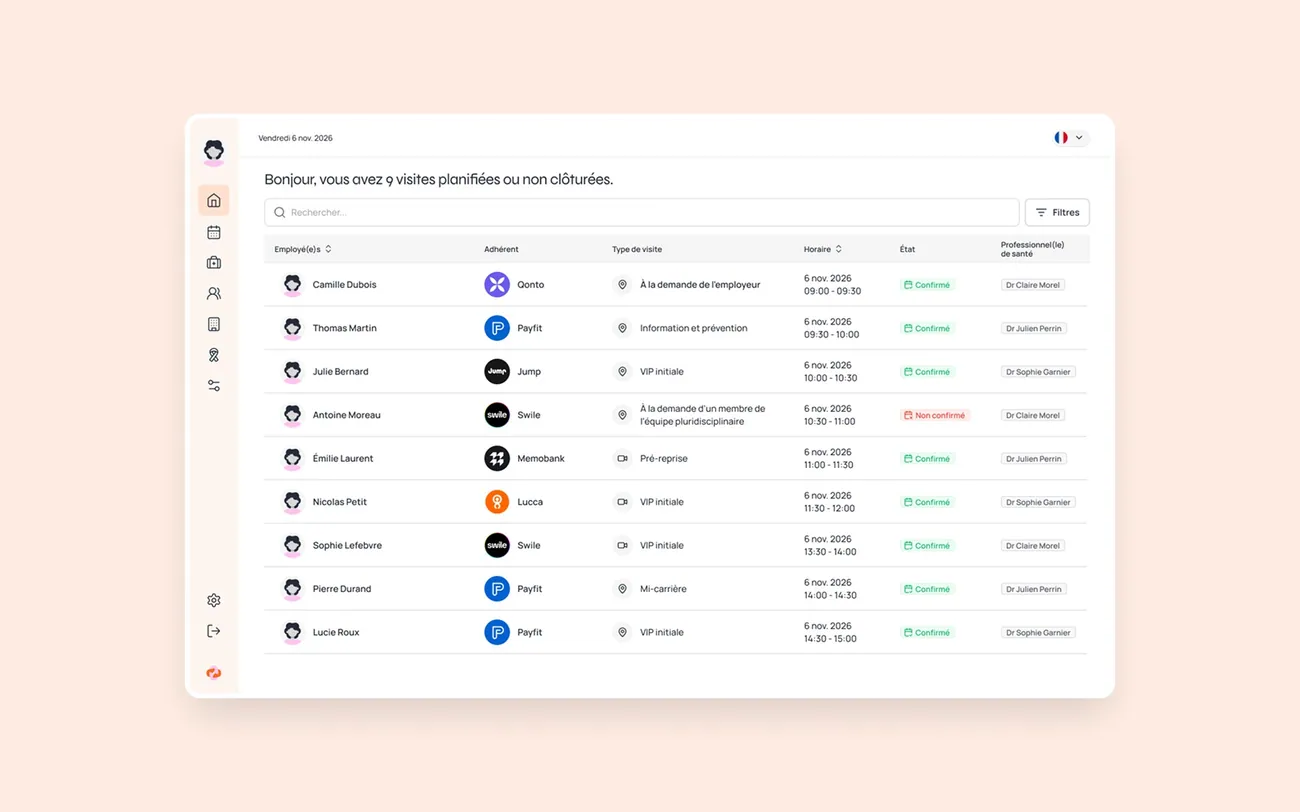 Vendredi 6 nov. 2026
Bonjour, vous avez 9 visites planifiées ou non clôturées.
Rechercher...
Filtres
Employé(e)s Adhérent Type de visite Horaire État Professionnel(le)
de santé
Camille Dubois Qonto À la demande de l'employeur 6 nov. 2026
09:00 - 09:30 Confirmé Dr Claire Morel
Thomas Martin Payfit Information et prévention 6 nov. 2026
09:30 - 10:00 Confirmé Dr Julien Perrin
Julie Bernard Jump Jump VIP initiale 6 nov. 2026
10:00 - 10:30 Confirmé Dr Sophie Garnier
Antoine Moreau swile Swile À la demande d'un membre de
l'équipe pluridisciplinaire 6 nov. 2026
10:30 - 11:00 Non confirmé Dr Claire Morel
Émilie Laurent Memobank Pré-reprise 6 nov. 2026
11:00 - 11:30 Confirmé Dr Julien Perrin
Nicolas Petit Lucca VIP initiale 6 nov. 2026
11:30 - 12:00 Confirmé Dr Sophie Garnier
Sophie Lefebvre swile Swile VIP initiale 6 nov. 2026
13:30 - 14:00 Confirmé Dr Claire Morel
Pierre Durand Payfit Mi-carrière 6 nov. 2026
14:00 - 14:30 Confirmé Dr Julien Perrin
Lucie Roux Payfit VIP initiale 6 nov. 2026
14:30 - 15:00 Confirmé Dr Sophie Garnier